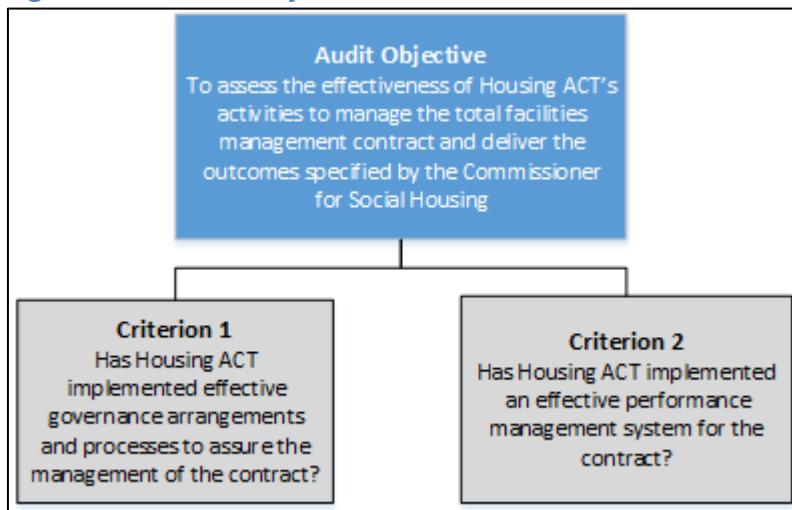 Audit Objective
To assess the effectiveness of Housing ACT's
activities to manage the total facilities
management contract and deliver the
outcomes specified by the Commissioner
for Social Housing
Criterion 1
Has Housing ACT
implemented effective
governance arrangements
and processes to assure the
management of the contract?
Criterion 2
Has Housing ACT implemented
an effective performance
management system for the
contract?